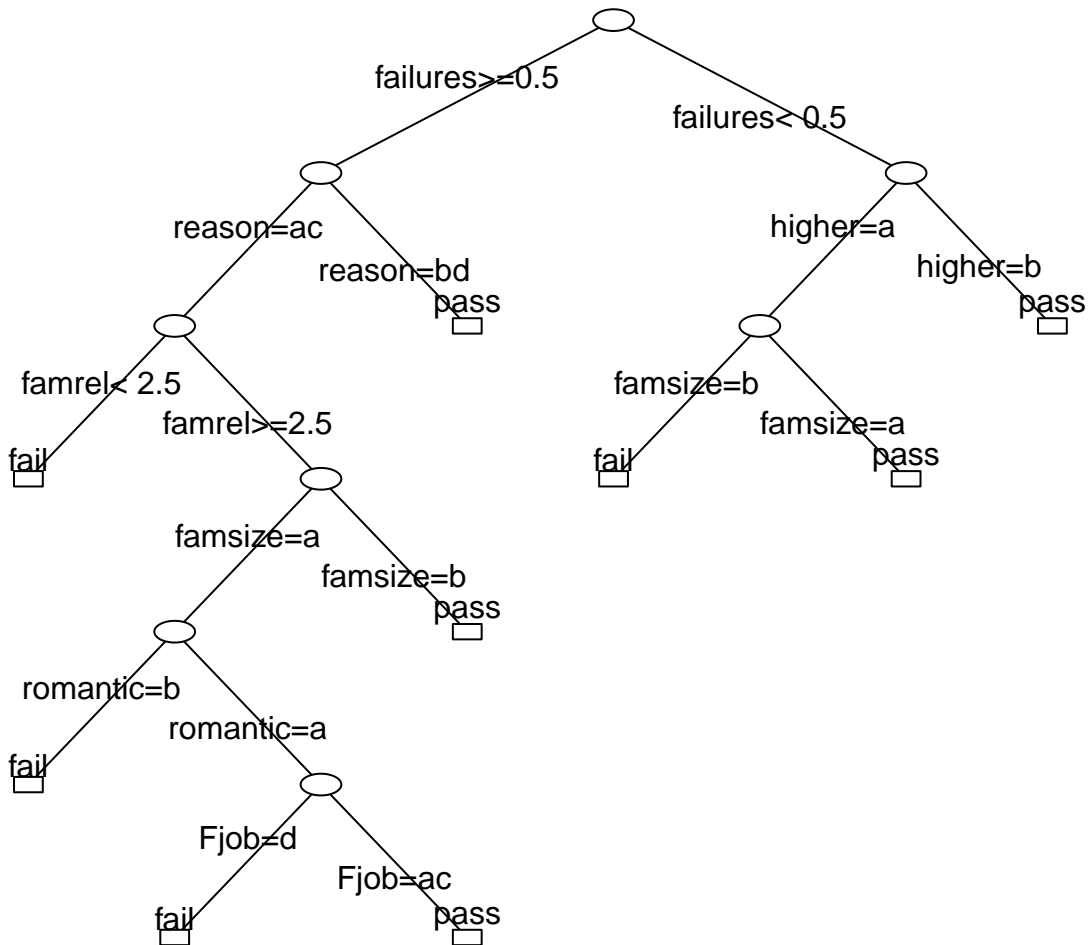 failures>=0.5
failures< 0.5
reason=ac
higher=a
reason=bd
higher=b
pass
pass
famrel< 2.5
famsize=b
famrel>=2.5
famsize=a
fail
fail
pass
famsize=a
famsize=b
pass
romantic=b
romantic=a
fail
Fjob=d
Fjob=ac
fail
pass